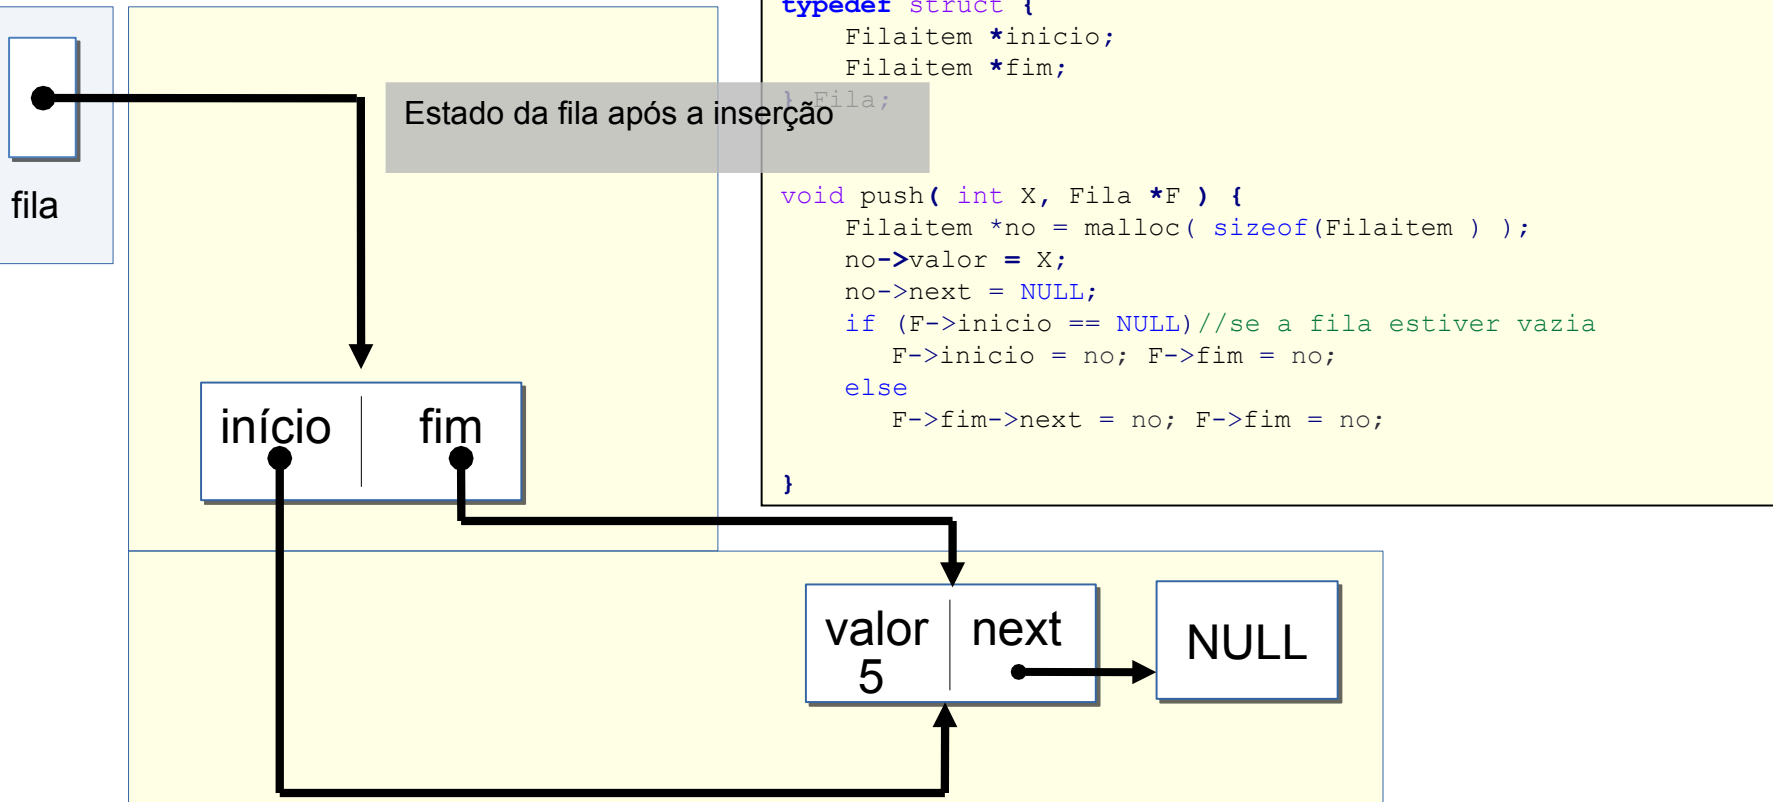 typedef struct {
    Filaitem *inicio;
    Filaitem *fim;
} Fila;
Estado da fila após a inserção
fila
void push( int X, Fila *F ) {
    Filaitem *no = malloc( sizeof(Filaitem ) );
    no->valor = X;
    no->next = NULL;
    if (F->inicio == NULL)//se a fila estiver vazia
       F->inicio = no; F->fim = no;
    else
       F->fim->next = no; F->fim = no;
}
início fim
valor next
5
NULL